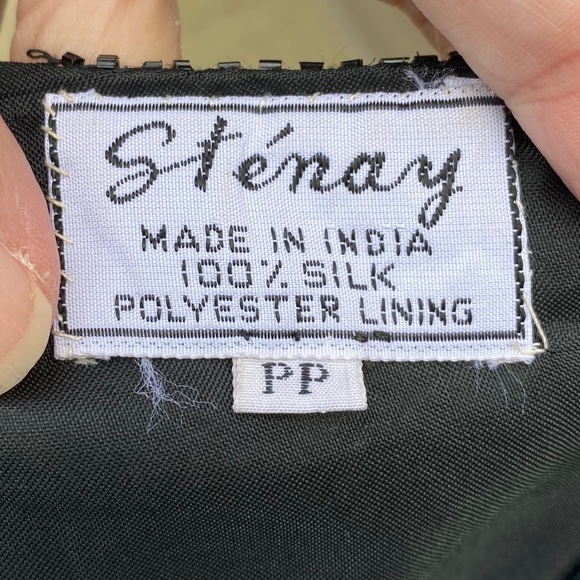 Sténay
MADE IN INDIA
100% SILK
POLYESTER LINING
PP